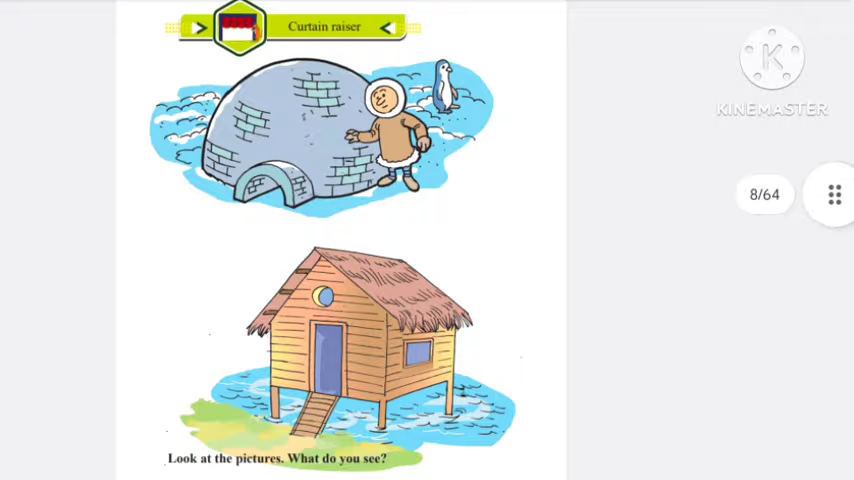 Curtain raiser
KINEMASTER
8/64
Look at the pictures. What do you see?